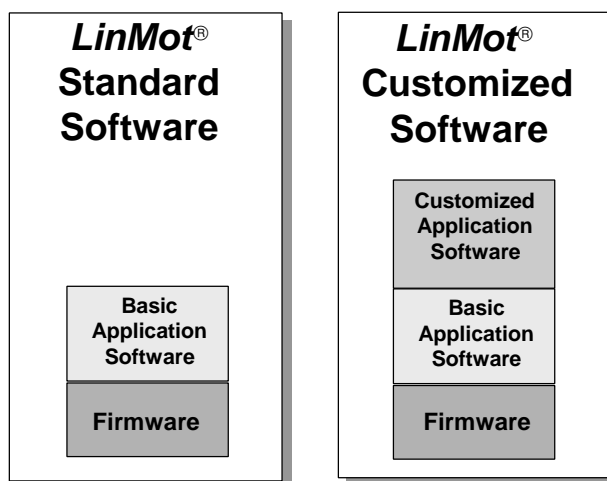 LinMot®
Standard
Software
Basic
Application
Software
Firmware
LinMot®
Customized
Software
Customized
Application
Software
Basic
Application
Software
Firmware